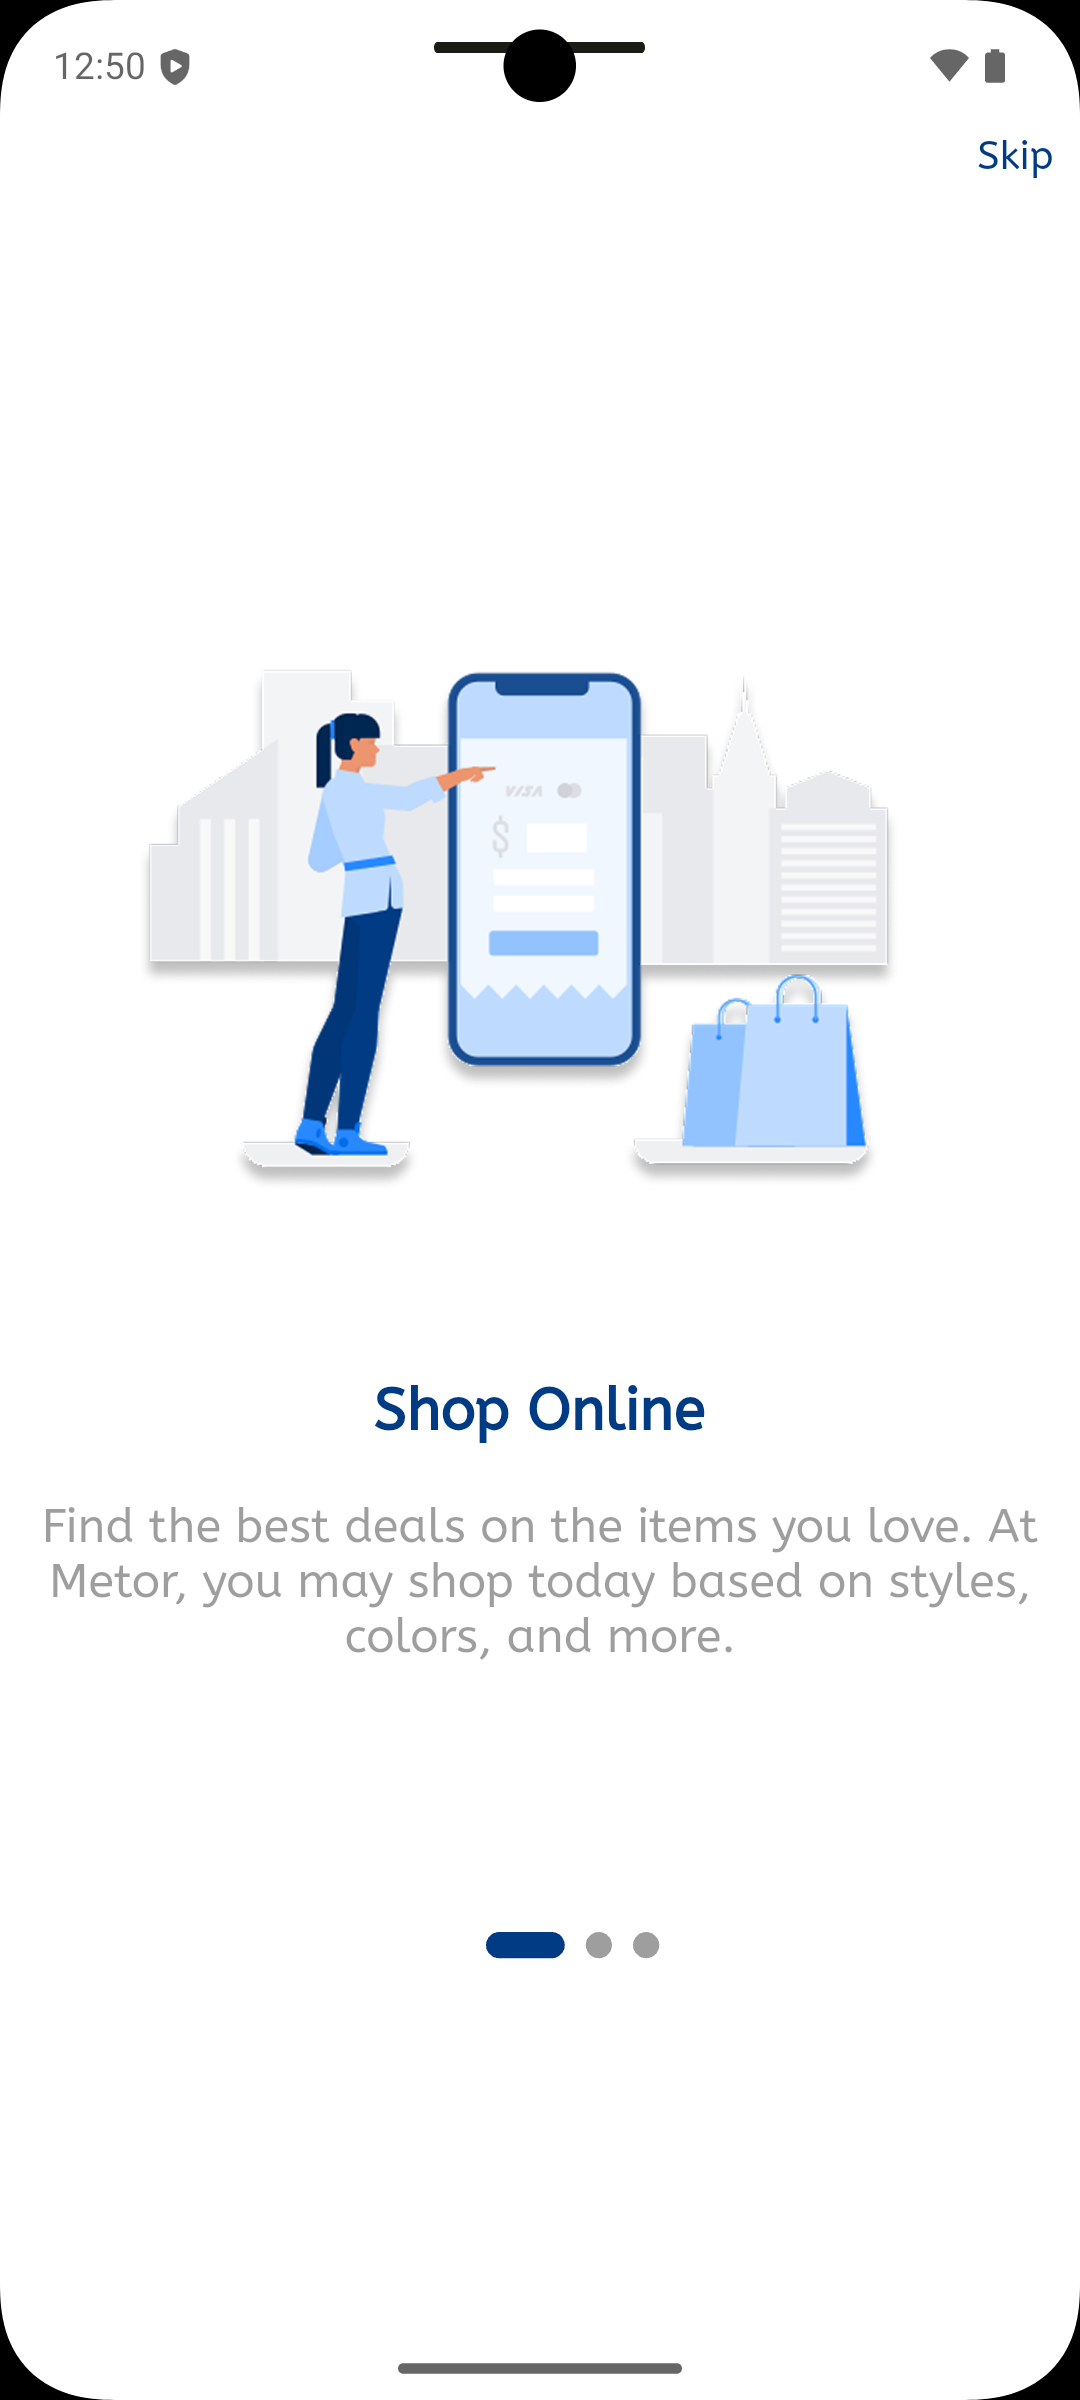 12:50
Skip
VISA
$
Shop Online
Find the best deals on the items you love. At
Metor, you may shop today based on styles,
colors, and more.